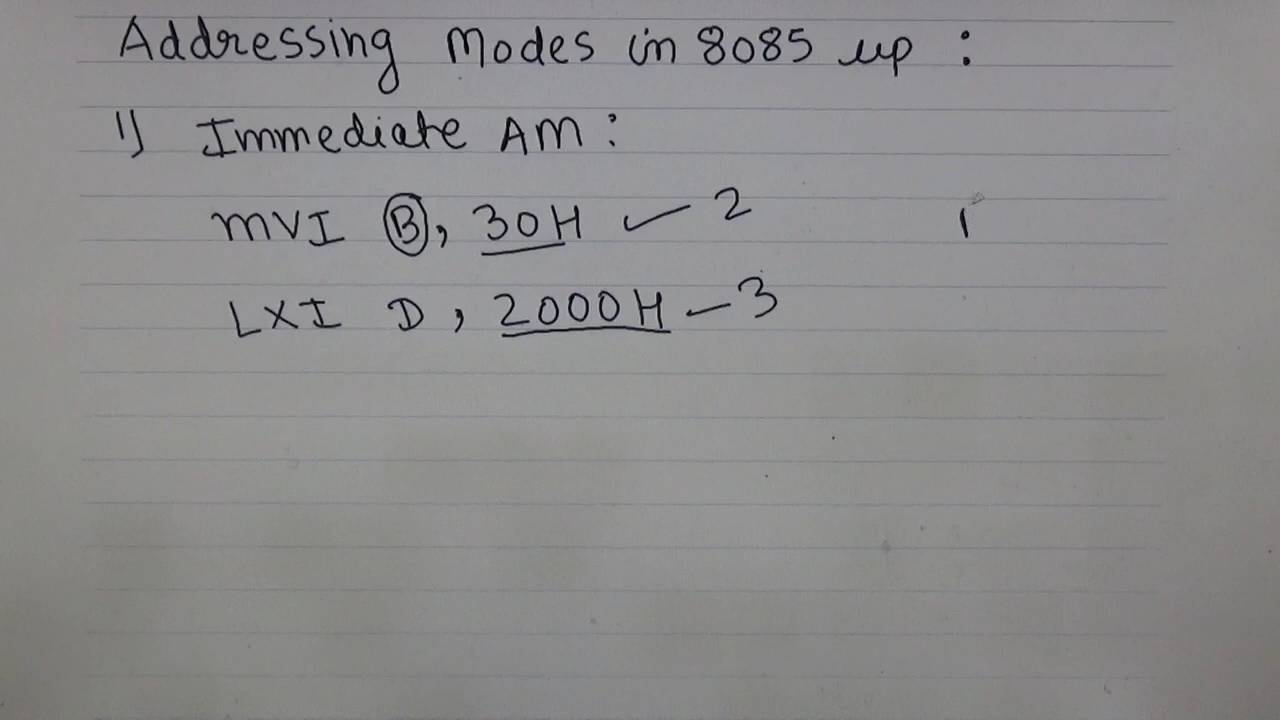 Addressing Modes in 8085 up :
1) Immediate AM :
MVI B, 30H — 2
LXI D, 2000H — 3